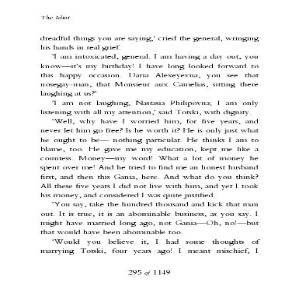 The Idiot
dreadful things you are saying,' cried the general, wringing
his hands in real grief.
'I am intoxicated, general. I am having a day out, you
know—it's my birthday! I have long looked forward to
this happy occasion. Daria Alexeyevna, you see that
nosegay-man, that Monsieur aux Camelias, sitting there
laughing at us?'
'I am not laughing, Nastasia Philipovna; I am only
listening with all my attention,' said Totski, with dignity.
'Well, why have I worried him, for five years, and
never let him go free? Is he worth it? He is only just what
he ought to be— nothing particular. He thinks I am to
blame, too. He gave me my education, kept me like a
countess. Money—my word! What a lot of money he
spent over me! And he tried to find me an honest husband
first, and then this Gania, here. And what do you think?
All these five years I did not live with him, and yet I took
his money, and considered I was quite justified.
'You say, take the hundred thousand and kick that man
out. It is true, it is an abominable business, as you say. I
might have married long ago, not Gania—Oh, no!—but
that would have been abominable too.
'Would you believe it, I had some thoughts of
marrying Totski, four years ago! I meant mischief, I
295 of 1149